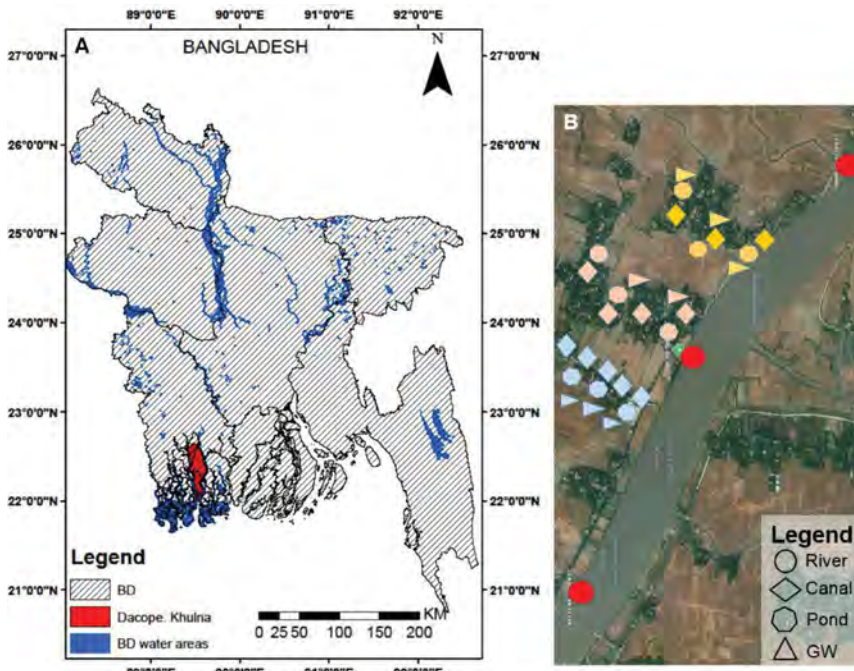 89°0'0"E 90°0'0"E 91°0'0"E 92°0'0"E
A
BANGLADESH
N
27°0'0"N
27°0'0"N
26°0'0"N
26°0'0"N
25°0'0"N
25°0'0"N
24°0'0"N
24°0'0"N
23°0'0"N
23°0'0"N
22°0'0"N
22°0'0"N
21°0'0"N
21°0'0"N
Legend
BD
Dacope. Khulna
BD water areas
KM
0 25 50 100 150 200
B
Legend
River
Canal
Pond
GW